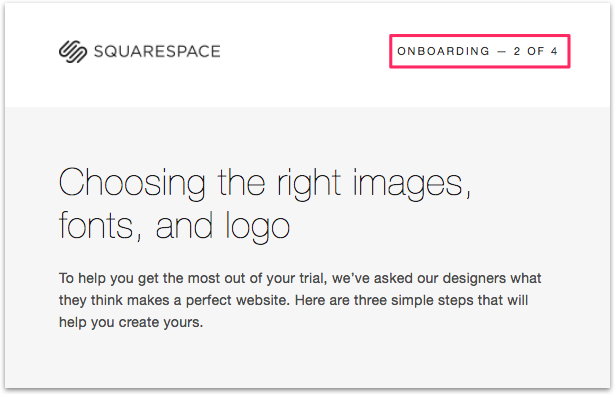 SQUARESPACE
ONBOARDING — 2 OF 4
Choosing the right images,
fonts, and logo
To help you get the most out of your trial, we’ve asked our designers what
they think makes a perfect website. Here are three simple steps that will
help you create yours.